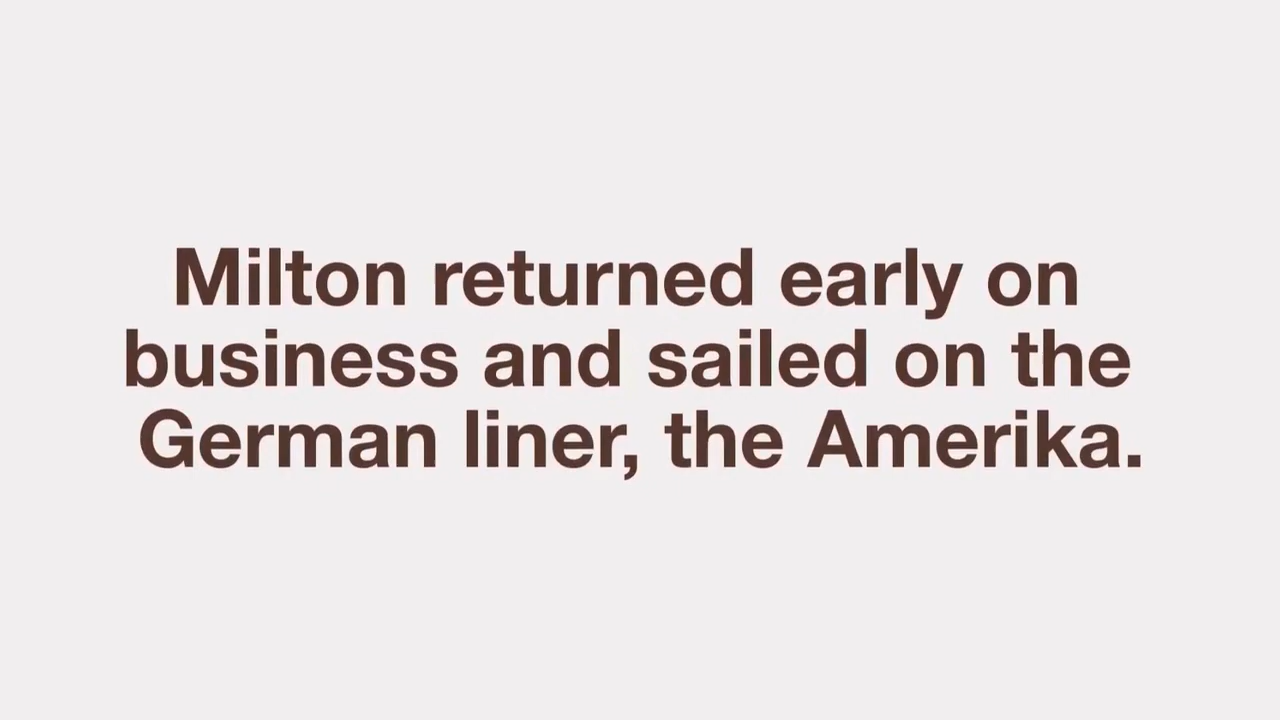 Milton returned early on
business and sailed on the
German liner, the Amerika.